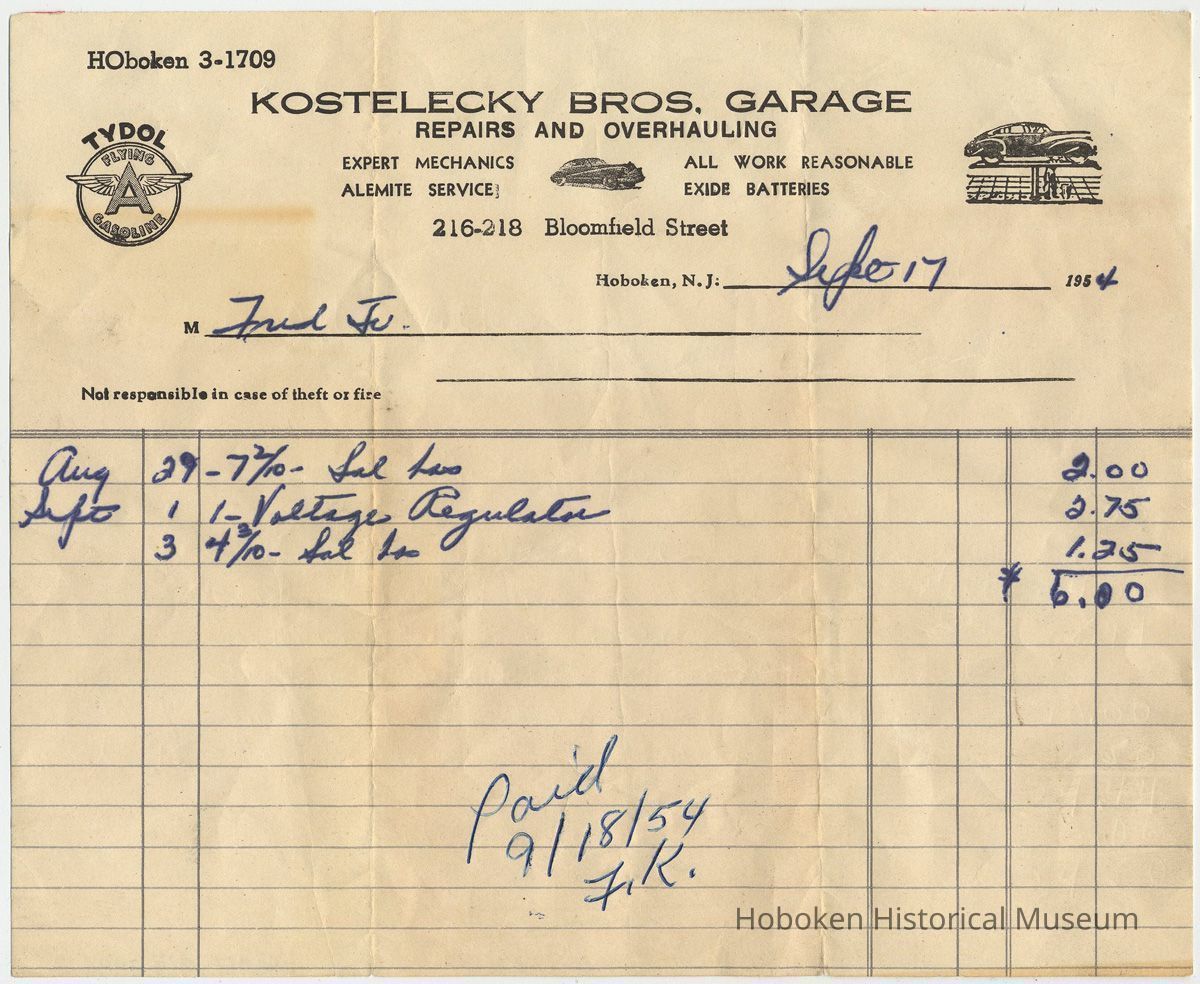 HOboken 3-1709
KOSTELECKY BROS. GARAGE
REPAIRS AND OVERHAULING
TYDOL
FLYING
A
GASOLINE
EXPERT MECHANICS ALL WORK REASONABLE
ALEMITE SERVICE EXIDE BATTERIES
216-218 Bloomfield Street
Hoboken, N. J. Sept 17 1954
M Fred Jr.
Not responsible in case of theft or fire
Aug 29 - 7 2/10 - Gal Gas 2.00
Sept 1 1 - Voltage Regulator 2.75
3 4 3/10 - Gal Gas 1.25
6.00
Paid
9/18/54
F.K.
Hoboken Historical Museum